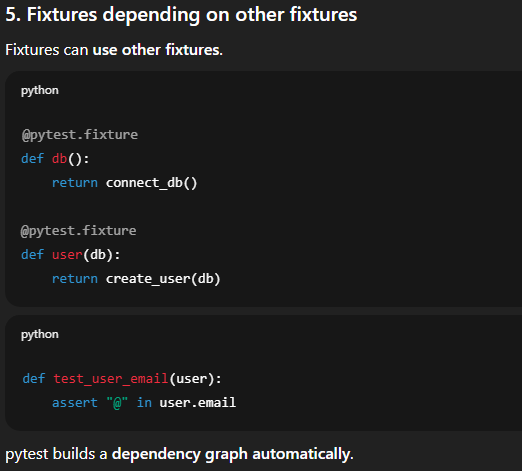 5. Fixtures depending on other fixtures
Fixtures can use other fixtures.
python
@pytest.fixture
def db():
    return connect_db()
@pytest.fixture
def user(db):
    return create_user(db)
python
def test_user_email(user):
    assert "@" in user.email
pytest builds a dependency graph automatically.